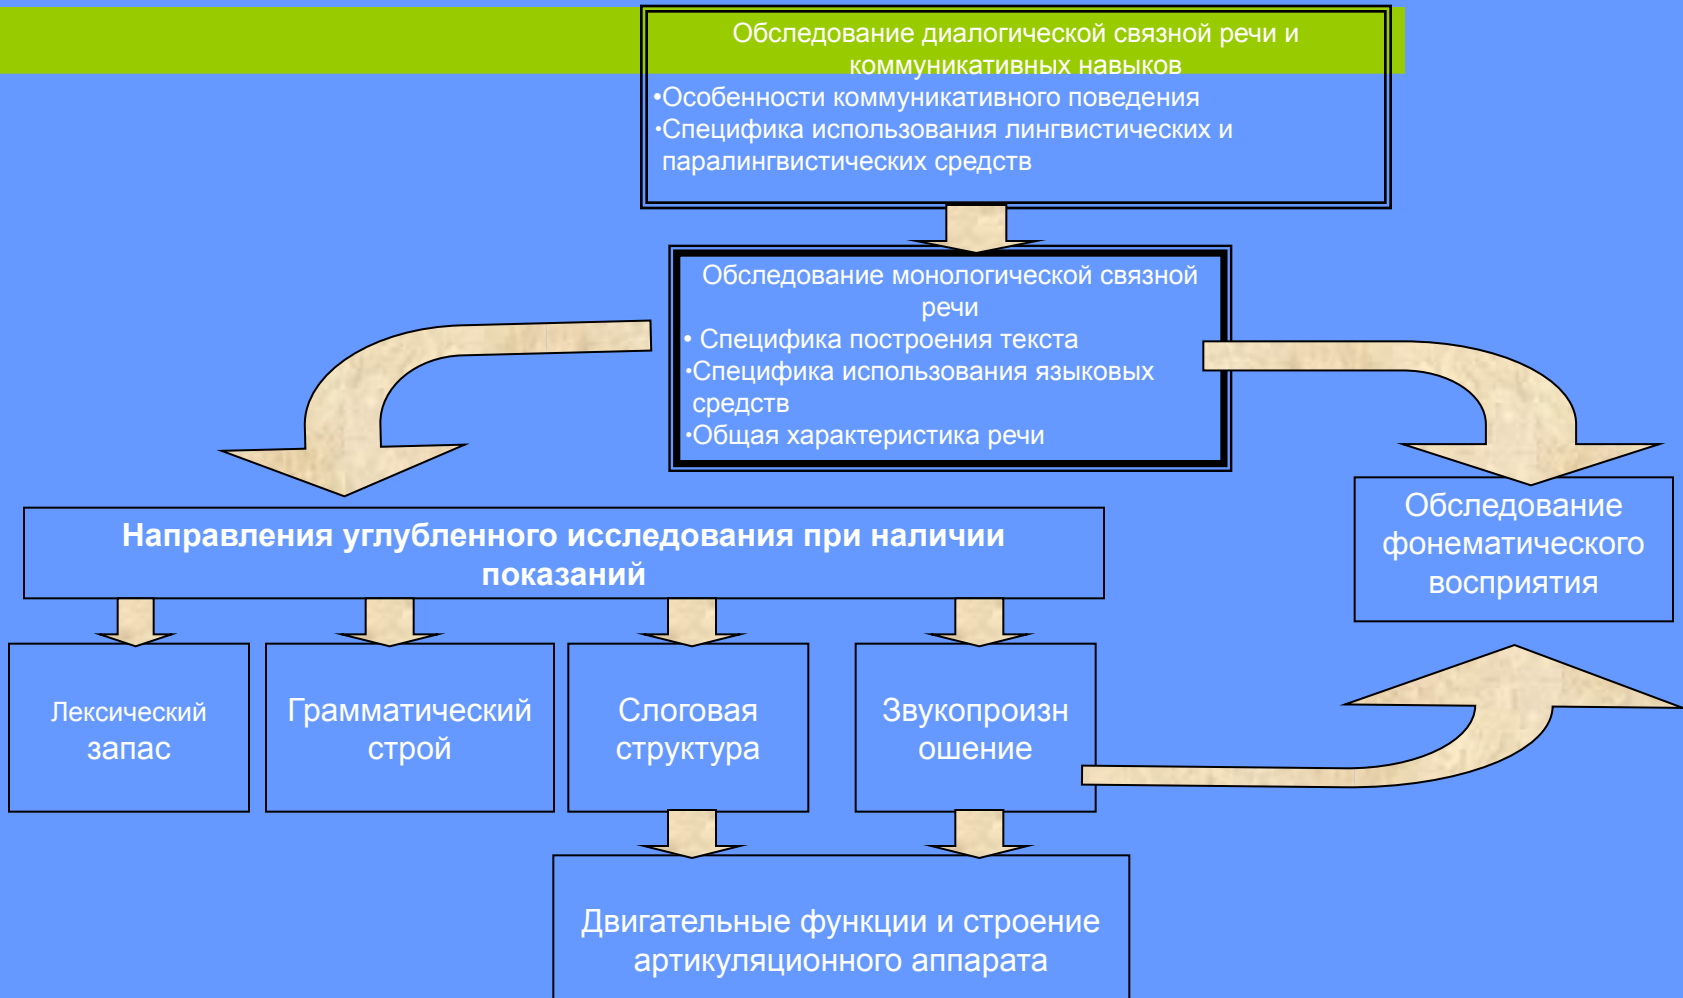 Обследование диалогической связной речи и
коммуникативных навыков
•Особенности коммуникативного поведения
•Специфика использования лингвистических и
паралингвистических средств
Обследование монологической связной
речи
• Специфика построения текста
•Специфика использования языковых
средств
•Общая характеристика речи
Направления углубленного исследования при наличии
показаний
Обследование
фонематического
восприятия
Лексический
запас
Грамматический
строй
Слоговая
структура
Звукопроизн
ошение
Двигательные функции и строение
артикуляционного аппарата